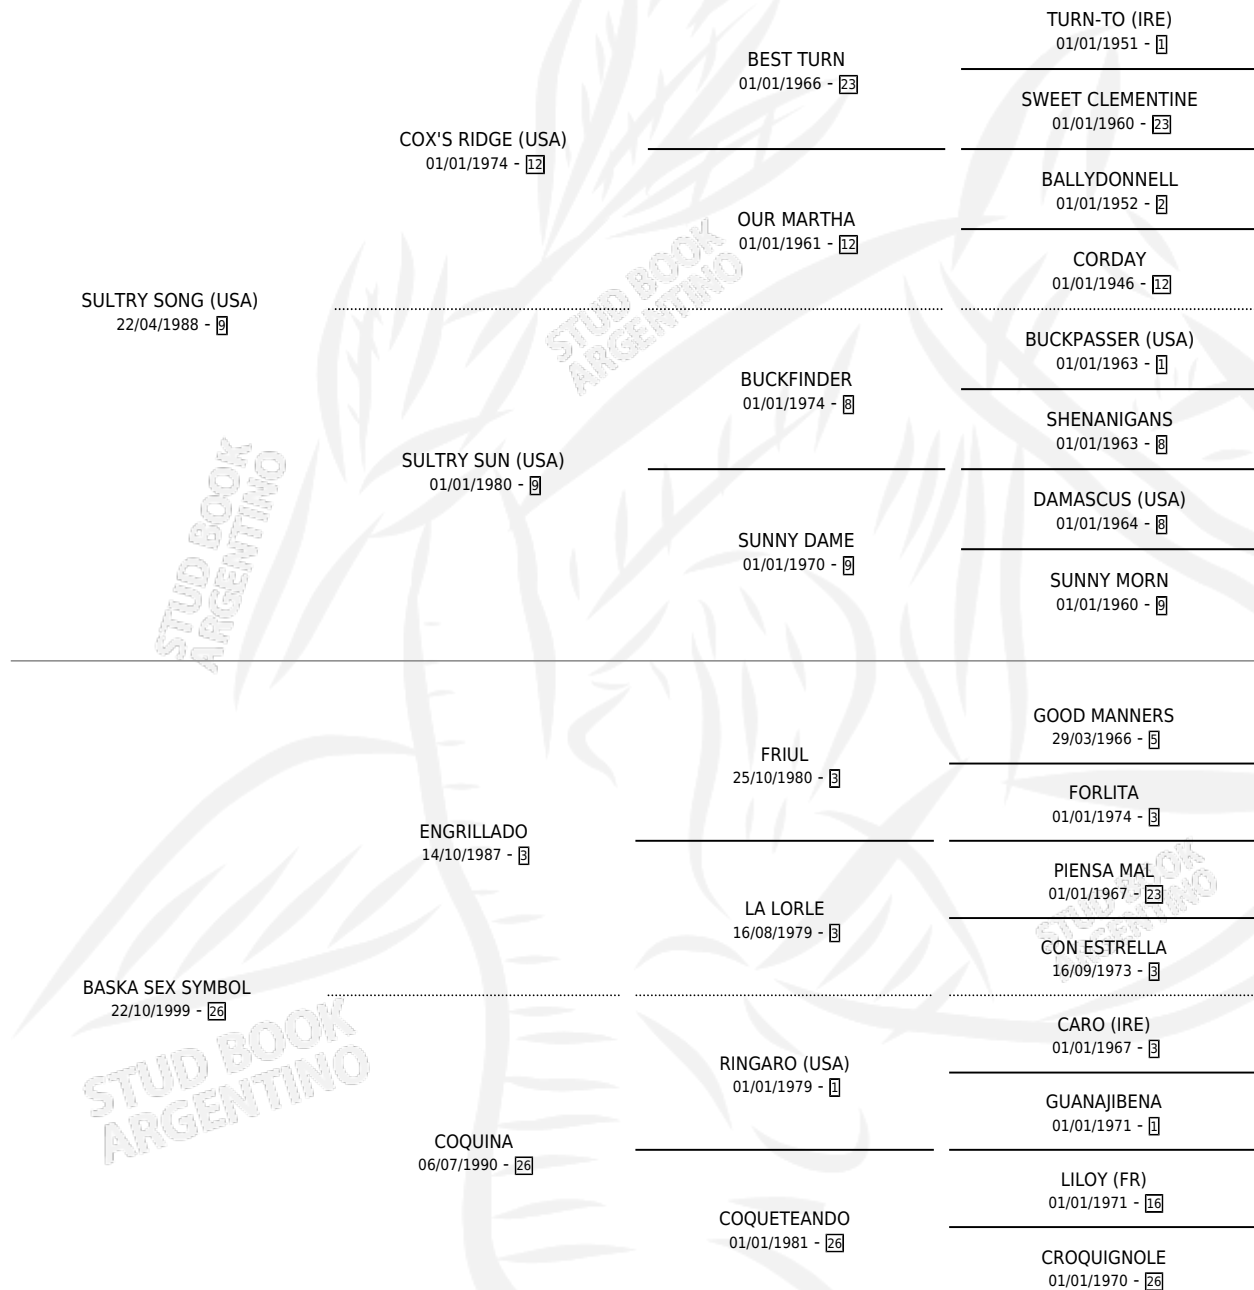 TURN-TO (IRE)
01/01/1951 - 1
BEST TURN
01/01/1966 - 23
SWEET CLEMENTINE
01/01/1960 - 23
COX'S RIDGE (USA)
01/01/1974 - 12
BALLYDONNELL
01/01/1952 - 2
OUR MARTHA
01/01/1961 - 12
CORDAY
01/01/1946 - 12
SULTRY SONG (USA)
22/04/1988 - 9
STUD BOOK
ARGENTINO
BUCKPASSER (USA)
01/01/1963 - 1
BUCKFINDER
01/01/1974 - 8
SHENANIGANS
01/01/1963 - 8
SULTRY SUN (USA)
01/01/1980 - 9
DAMASCUS (USA)
01/01/1964 - 8
SUNNY DAME
01/01/1970 - 9
SUNNY MORN
01/01/1960 - 9
STUD BOOK
ARGENTINO
GOOD MANNERS
29/03/1966 - 5
FRIUL
25/10/1980 - 3
FORLITA
01/01/1974 - 3
ENGRILLADO
14/10/1987 - 3
PIENSA MAL
01/01/1967 - 23
LA LORLE
16/08/1979 - 3
CON ESTRELLA
16/09/1973 - 3
STUD BOOK
ARGENTINO
BASKA SEX SYMBOL
22/10/1999 - 26
STUD BOOK
ARGENTINO
CARO (IRE)
01/01/1967 - 3
RINGARO (USA)
01/01/1979 - 1
GUANAJIBENA
01/01/1971 - 1
COQUINA
06/07/1990 - 26
LILOY (FR)
01/01/1971 - 16
COQUETEANDO
01/01/1981 - 26
CROQUIGNOLE
01/01/1970 - 26